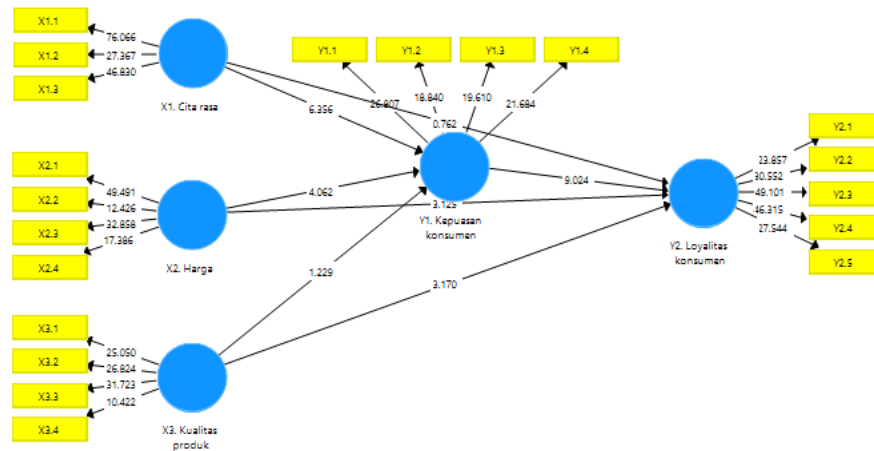 X1.1
76.066
X1.2
27.367
X1.3
46.830
X1. Cita rasa
Y1.1
Y1.2
Y1.3
Y1.4
26.807
18.840
19.610
21.684
6.356
0.762
X2.1
49.491
X2.2
12.426
X2.3
32.858
X2.4
17.386
X2. Harga
4.062
3.125
Y1. Kepuasan
konsumen
9.024
Y2.1
23.857
Y2.2
30.552
Y2.3
49.101
Y2.4
46.315
Y2.5
27.544
Y2. Loyalitas
konsumen
1.229
3.170
X3.1
25.050
X3.2
26.824
X3.3
31.723
X3.4
10.422
X3. Kualitas
produk